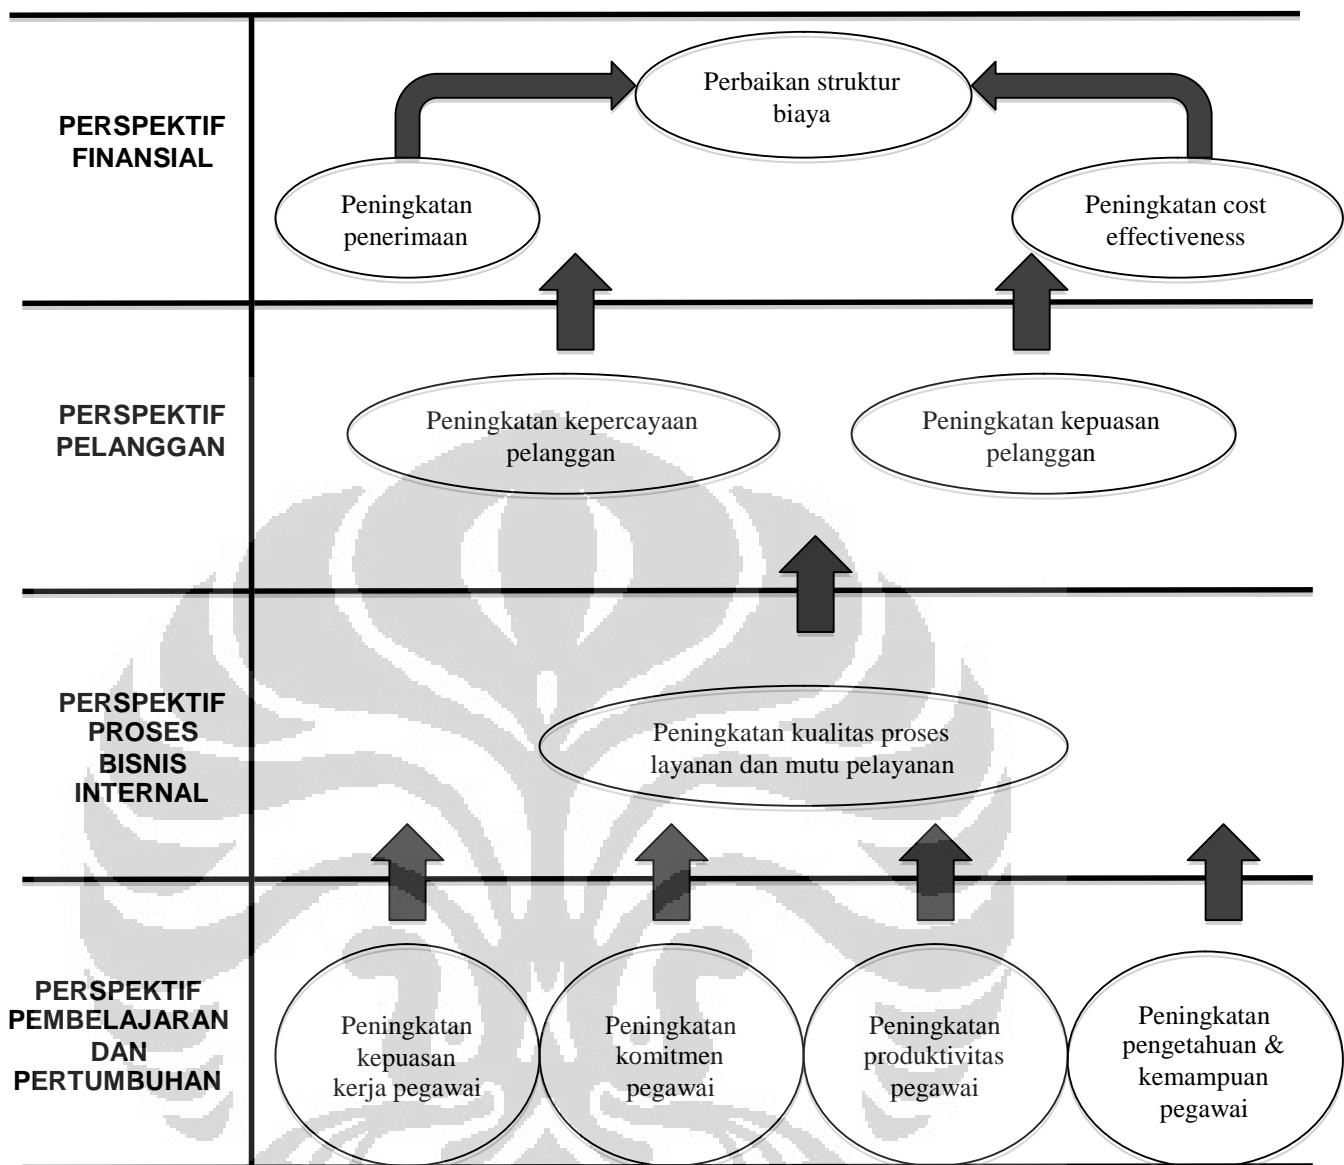 PERSPEKTIF
FINANSIAL
Perbaikan struktur
biaya
Peningkatan
penerimaan
Peningkatan cost
effectiveness
PERSPEKTIF
PELANGGAN
Peningkatan kepercayaan
pelanggan
Peningkatan kepuasan
pelanggan
PERSPEKTIF
PROSES
BISNIS
INTERNAL
Peningkatan kualitas proses
layanan dan mutu pelayanan
PERSPEKTIF
PEMBELAJARAN
DAN
PERTUMBUHAN
Peningkatan
kepuasan
kerja pegawai
Peningkatan
komitmen
pegawai
Peningkatan
produktivitas
pegawai
Peningkatan
pengetahuan &
kemampuan
pegawai